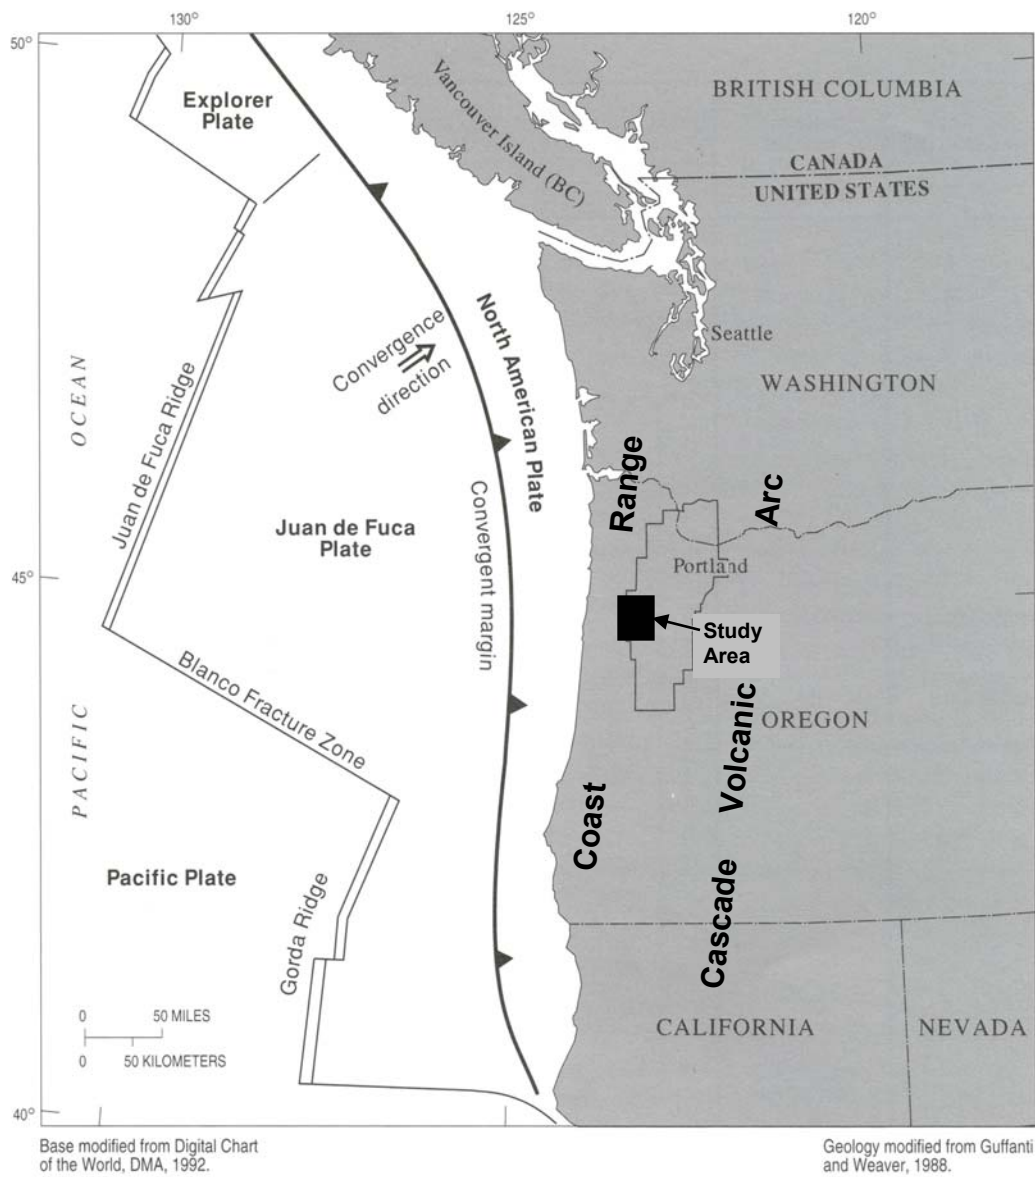 130°
125°
120°
50°
Explorer
Plate
Vancouver Island (BC)
BRITISH COLUMBIA
CANADA
UNITED STATES
North American Plate
Convergence
direction
Seattle
OCEAN
WASHINGTON
Juan de Fuca Ridge
Range
Arc
Juan de Fuca
Plate
Convergent margin
Portland
45°
Study
Area
Blanco Fracture Zone
PACIFIC
Volcanic
OREGON
Coast
Pacific Plate
Cascade
Gorda Ridge
0 50 MILES
0 50 KILOMETERS
CALIFORNIA
NEVADA
40°
Base modified from Digital Chart
of the World, DMA, 1992.
Geology modified from Guffanti
and Weaver, 1988.